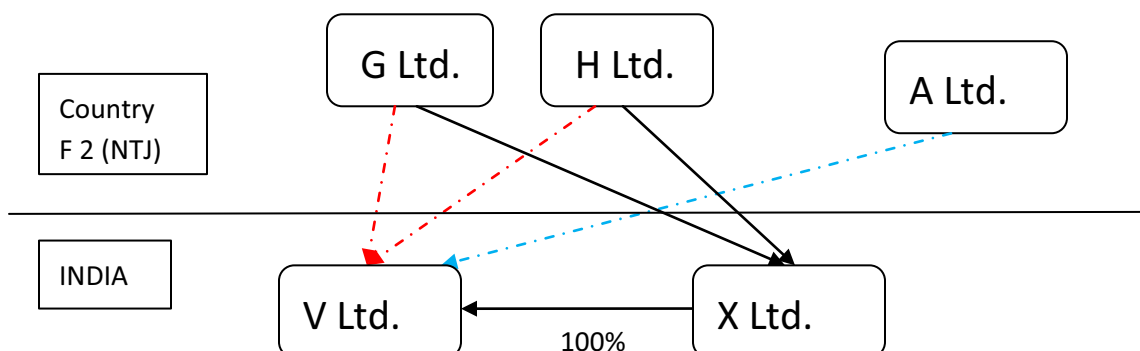 G Ltd.
H Ltd.
A Ltd.
Country
F 2 (NTJ)
INDIA
V Ltd.
X Ltd.
100%